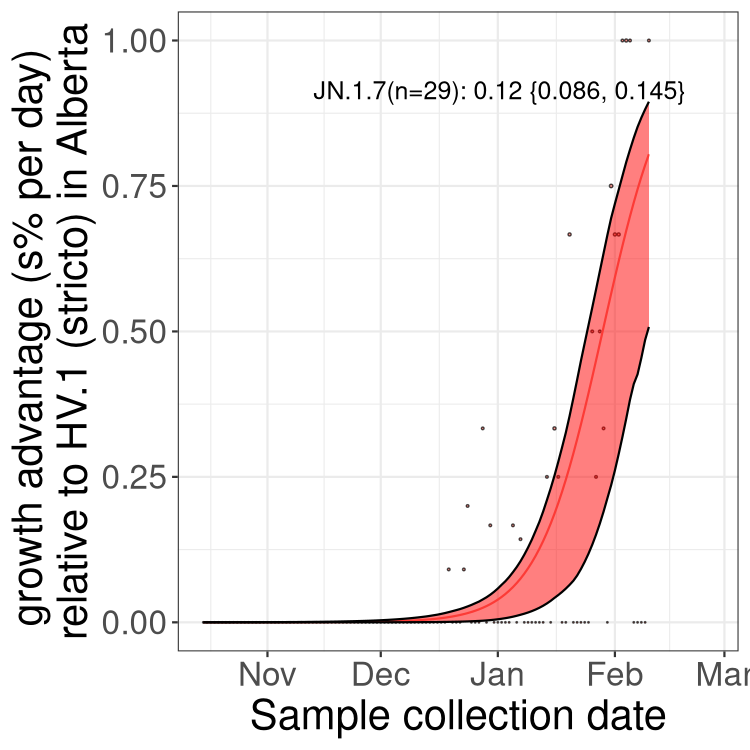 growth advantage (s% per day)
relative to HV.1 (stricto) in Alberta
1.00
0.75
0.50
0.25
0.00
JN.1.7(n=29): 0.12 {0.086, 0.145}
Nov Dec Jan Feb Mar
Sample collection date